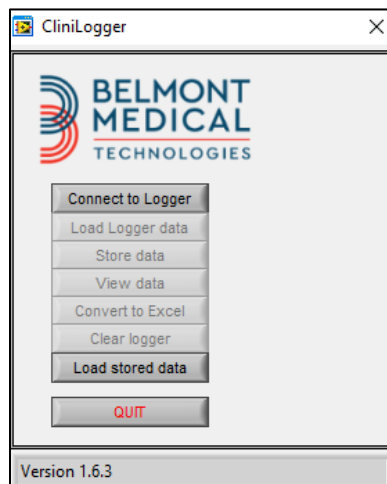 CliniLogger
BELMONT
MEDICAL
TECHNOLOGIES
Connect to Logger
Load Logger data
Store data
View data
Convert to Excel
Clear logger
Load stored data
QUIT
Version 1.6.3